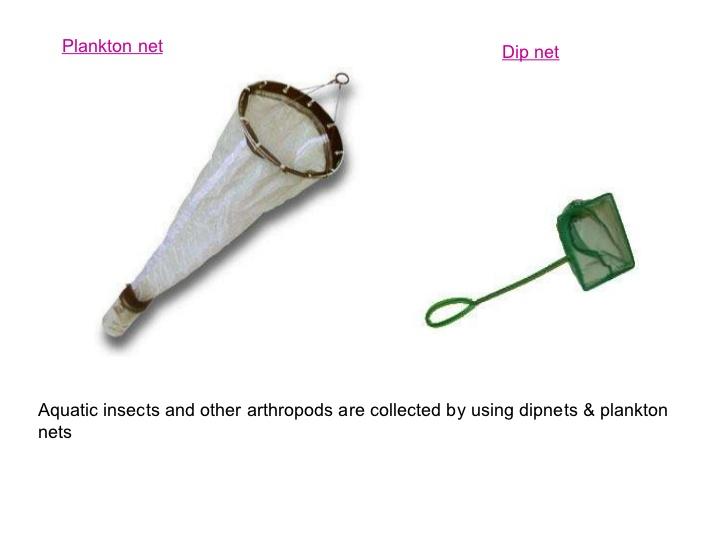 Plankton net
Dip net
Aquatic insects and other arthropods are collected by using dipnets & plankton
nets